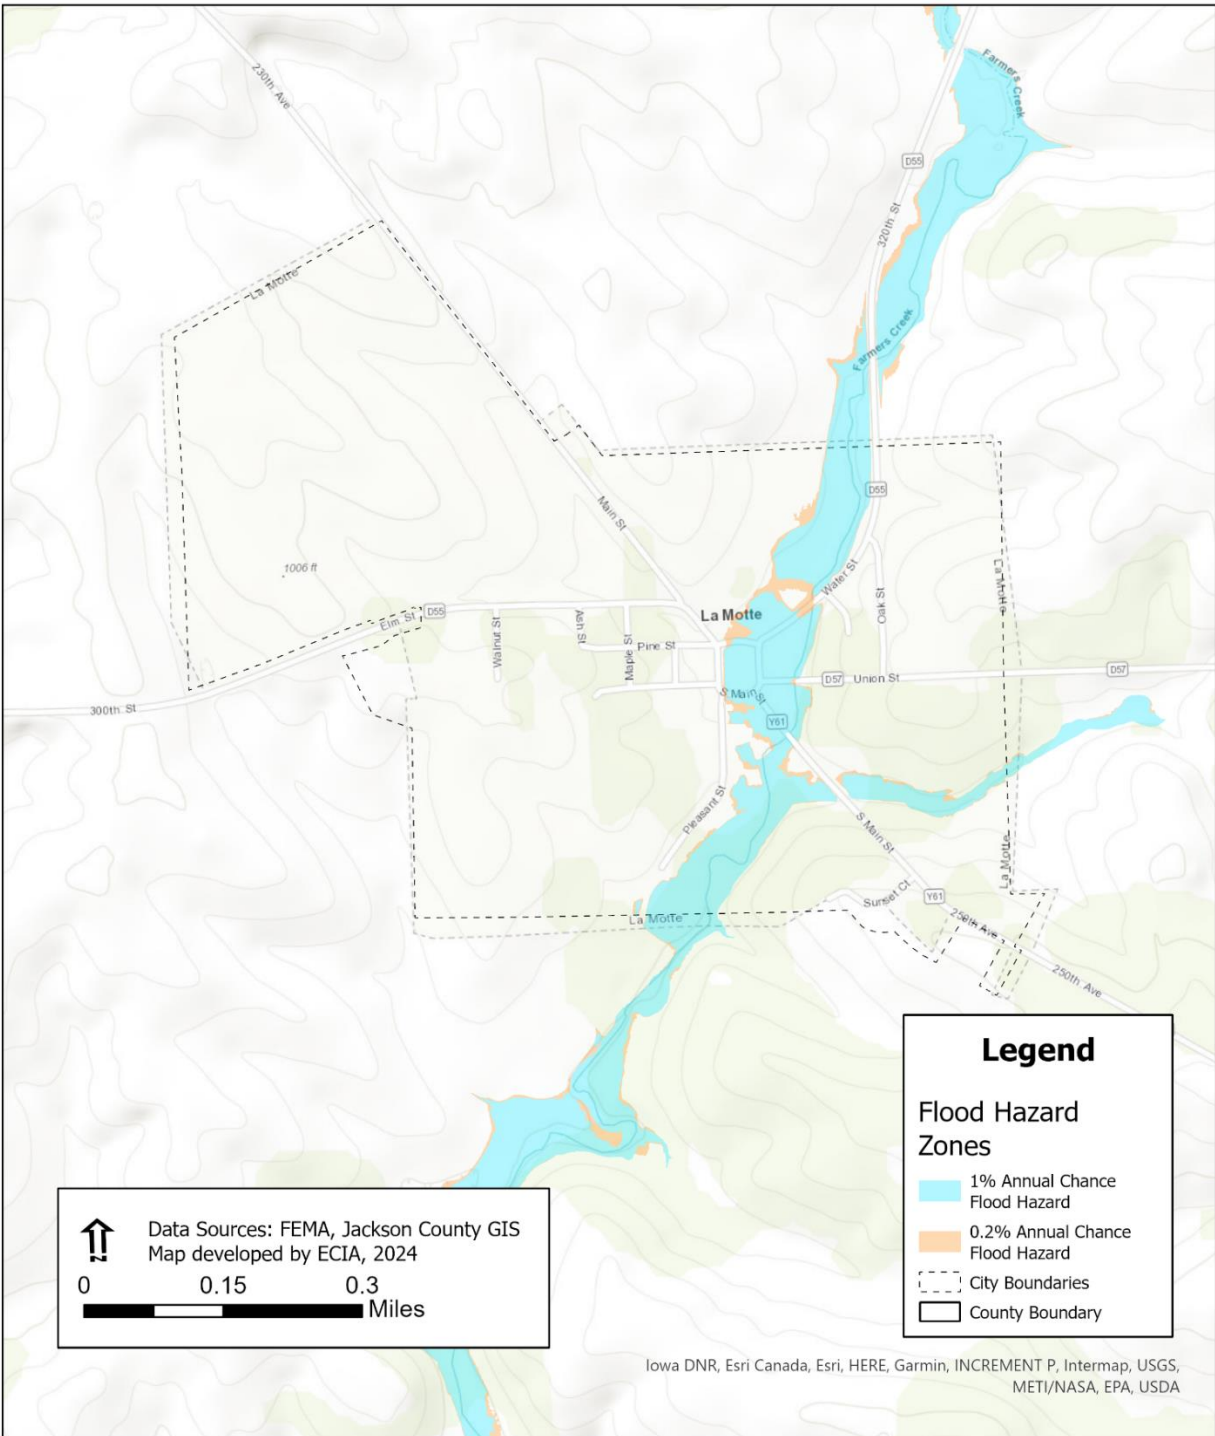 230th Ave
Farmers
Creek
D55
320th St
La Motte
Farmers Creek
D55
Main St
1006 ft
La Motte
Water St
La Motte
Oak St
D55
Elm St
Walnut St
Ash St
Maple St
Pine St
D57
Union St
D57
300th St
S Main St
Y61
Pleasant St
S Main St
La Motte
Sunset Ct
Y61
La Motte
250th Ave
250th Ave
Legend
Flood Hazard
Zones
1% Annual Chance
Flood Hazard
0.2% Annual Chance
Flood Hazard
City Boundaries
County Boundary
N
Data Sources: FEMA, Jackson County GIS
Map developed by ECIA, 2024
0 0.15 0.3
Miles
Iowa DNR, Esri Canada, Esri, HERE, Garmin, INCREMENT P, Intermap, USGS,
METI/NASA, EPA, USDA